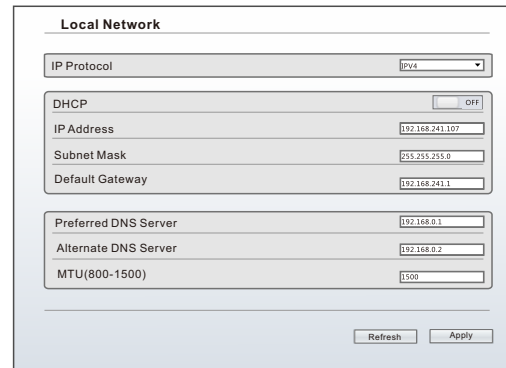 Local Network
IP Protocol IPV4
DHCP OFF
IP Address 192.168.241.107
Subnet Mask 255.255.255.0
Default Gateway 192.168.241.1
Preferred DNS Server 192.168.0.1
Alternate DNS Server 192.168.0.2
MTU(800-1500) 1500
Refresh Apply